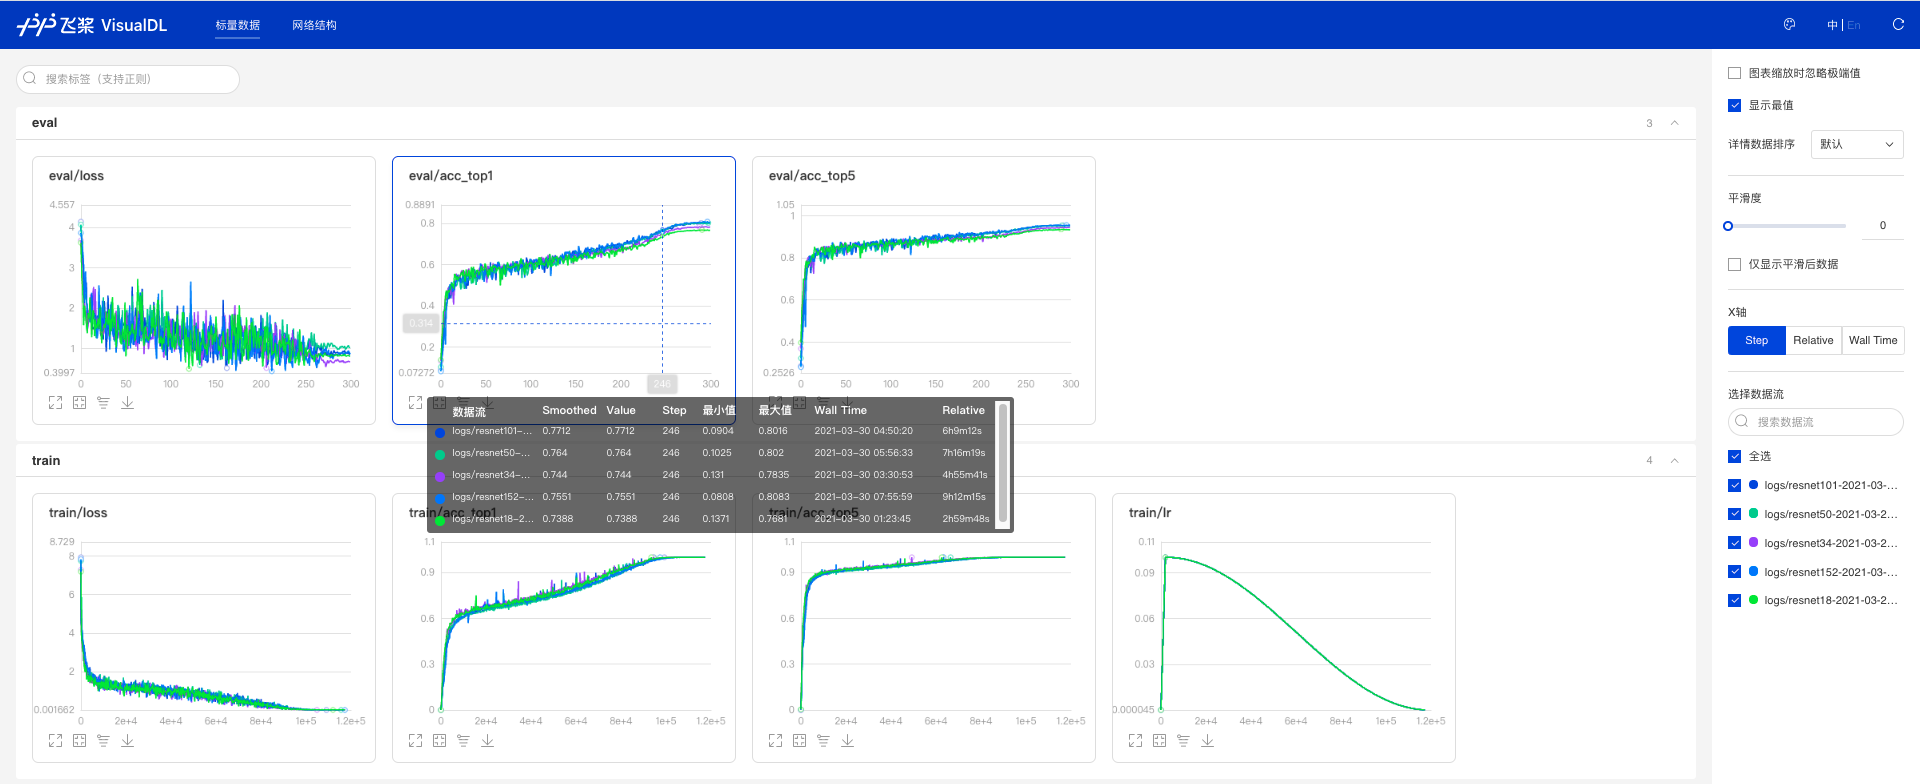 飞桨 VisualDL
标量数据
网络结构
中 | En
搜索标签（支持正则）
eval
3
eval/loss
4.557
4
3
2
1
0.3997
0 50 100 150 200 250 300
eval/acc_top1
0.8891
0.8
0.6
0.4
0.314
0.2
0.07272
0 50 100 150 200 246 300
eval/acc_top5
1.05
1
0.8
0.6
0.4
0.2526
0 50 100 150 200 250 300
数据流 Smoothed Value Step 最小值 最大值 Wall Time Relative
logs/resnet101-... 0.7712 0.7712 246 0.0904 0.8016 2021-03-30 04:50:20 6h9m12s
logs/resnet50-... 0.764 0.764 246 0.1025 0.802 2021-03-30 05:56:33 7h16m19s
logs/resnet34-... 0.744 0.744 246 0.131 0.7835 2021-03-30 03:30:53 4h55m41s
logs/resnet152-... 0.7551 0.7551 246 0.0808 0.8083 2021-03-30 07:55:59 9h12m15s
logs/resnet18-2... 0.7388 0.7388 246 0.1371 0.7681 2021-03-30 01:23:45 2h59m48s
train
4
train/loss
8.729
8
6
4
2
0.001662
0 2e+4 4e+4 6e+4 8e+4 1e+5 1.2e+5
train/acc_top1
1.1
0.9
0.6
0.3
0
0 2e+4 4e+4 6e+4 8e+4 1e+5 1.2e+5
train/acc_top5
1.1
0.9
0.6
0.3
0
0 2e+4 4e+4 6e+4 8e+4 1e+5 1.2e+5
train/lr
0.11
0.09
0.06
0.03
0.000045
0 2e+4 4e+4 6e+4 8e+4 1e+5 1.2e+5
图表缩放时忽略极端值
显示最值
详情数据排序 默认
平滑度
0
仅显示平滑后数据
X轴
Step Relative Wall Time
选择数据流
搜索数据流
全选
logs/resnet101-2021-03-...
logs/resnet50-2021-03-2...
logs/resnet34-2021-03-2...
logs/resnet152-2021-03-...
logs/resnet18-2021-03-2...